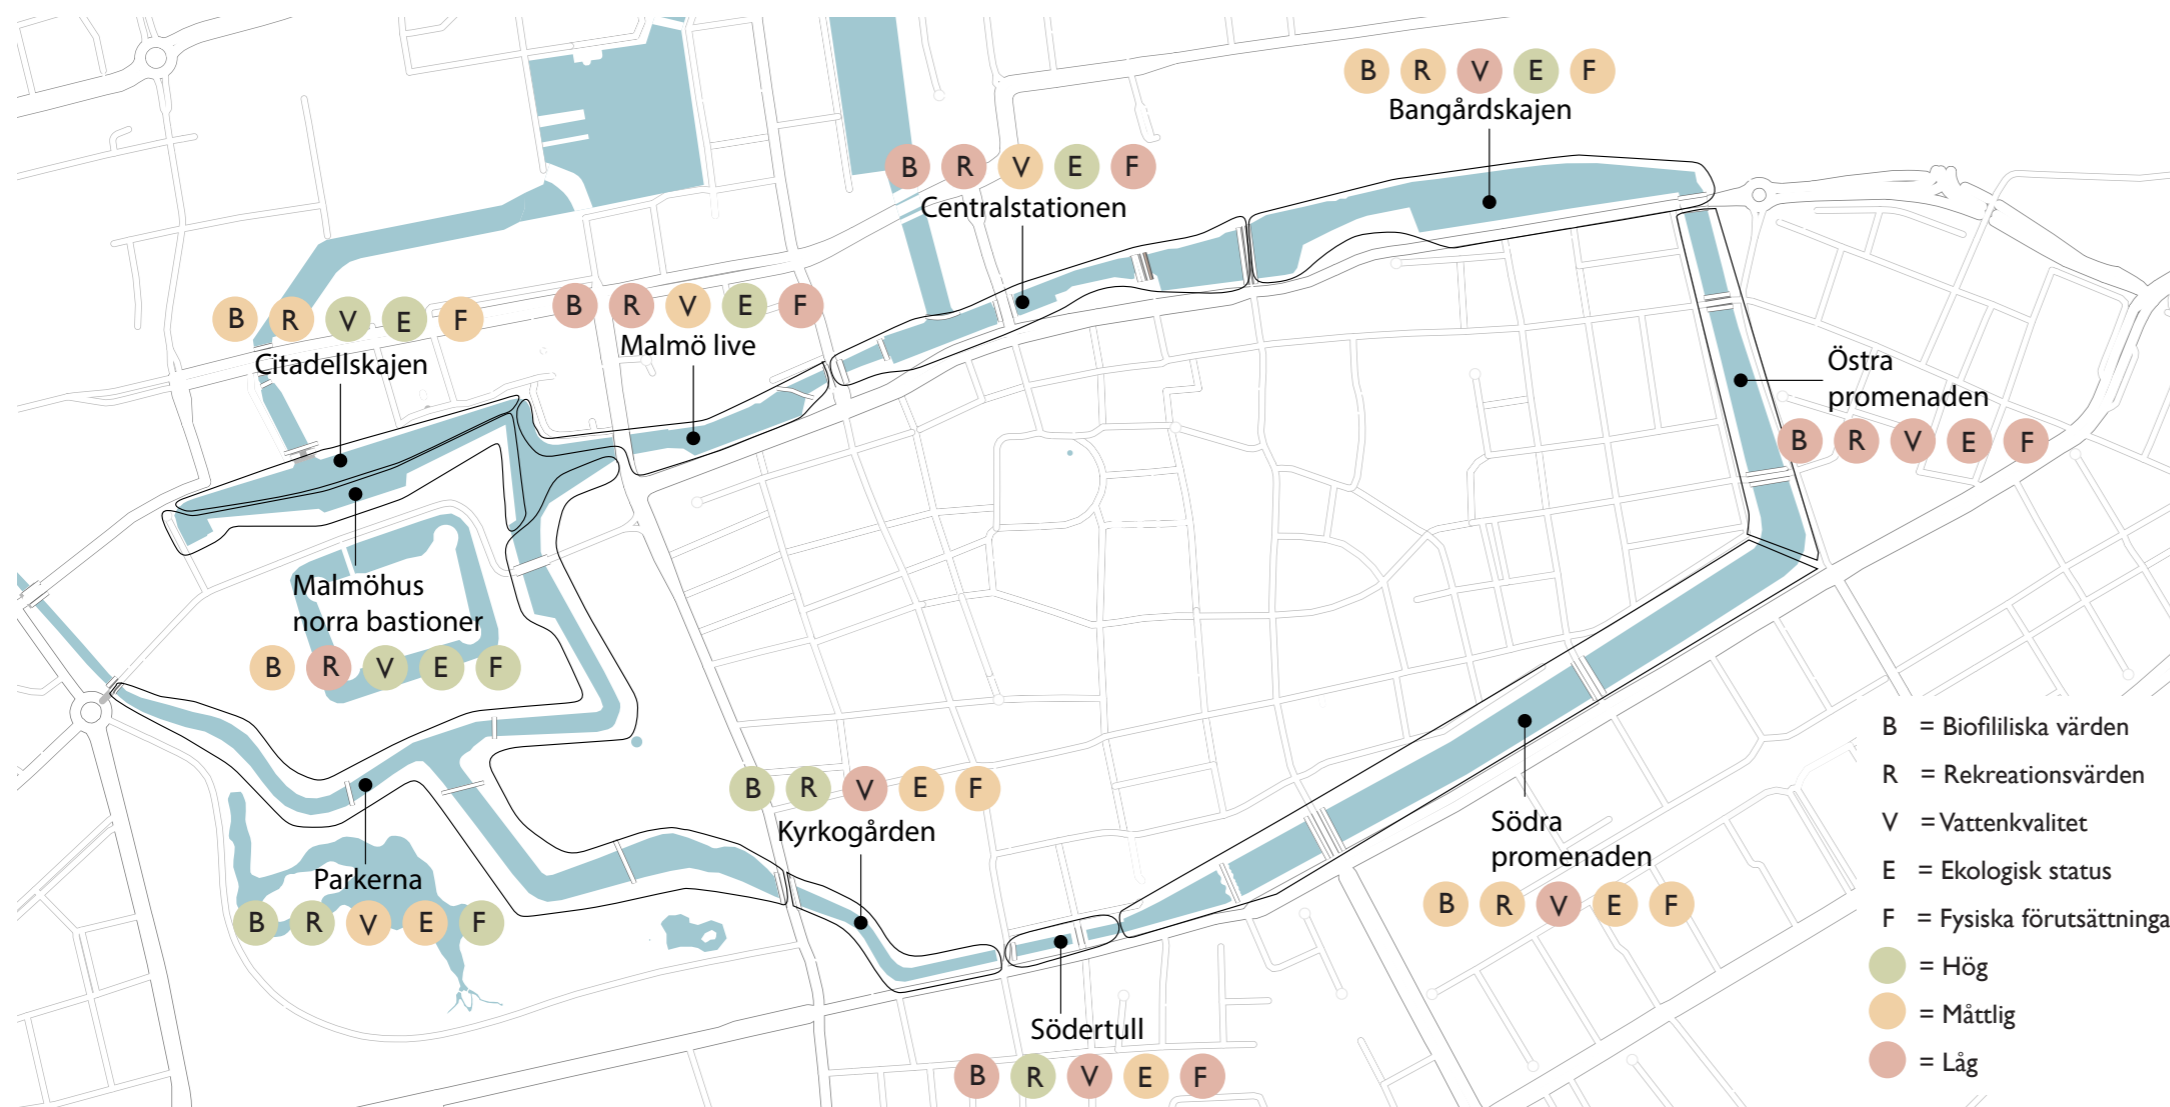 B R V E F
Bangårdskajen
B R V E F
Centralstationen
B R V E F
Malmö live
B R V E F
Citadellskajen
Östra
promenaden
B R V E F
Malmöhus
norra bastioner
B R V E F
B R V E F
Kyrkogården
Södra
promenaden
B R V E F
Parkerna
B R V E F
Södertull
B R V E F
B = Biofililiska värden
R = Rekreationsvärden
V = Vattenkvalitet
E = Ekologisk status
F = Fysiska förutsättninga
= Hög
= Måttlig
= Låg